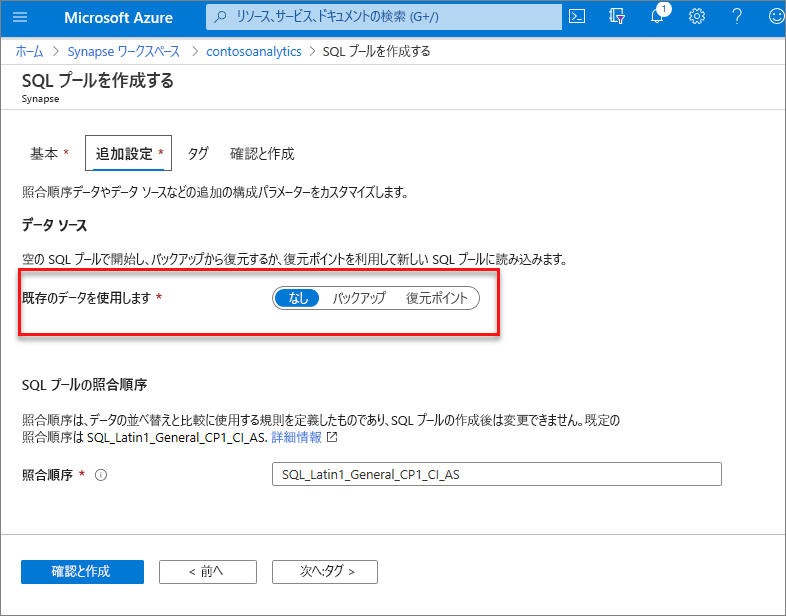 Microsoft Azure
リソース、サービス、ドキュメントの検索 (G+/)
1
ホーム > Synapse ワークスペース > contosoanalytics > SQL プールを作成する
SQL プールを作成する
Synapse
基本 * 追加設定 * タグ 確認と作成
照合順序データやデータ ソースなどの追加の構成パラメーターをカスタマイズします。
データ ソース
空の SQL プールで開始し、バックアップから復元するか、復元ポイントを利用して新しい SQL プールに読み込みます。
既存のデータを使用します * なし バックアップ 復元ポイント
SQL プールの照合順序
照合順序は、データの並べ替えと比較に使用する規則を定義したものであり、SQL プールの作成後は変更できません。既定の
照合順序は SQL_Latin1_General_CP1_CI_AS. 詳細情報
照合順序 * SQL_Latin1_General_CP1_CI_AS
確認と作成 < 前へ 次へ:タグ >